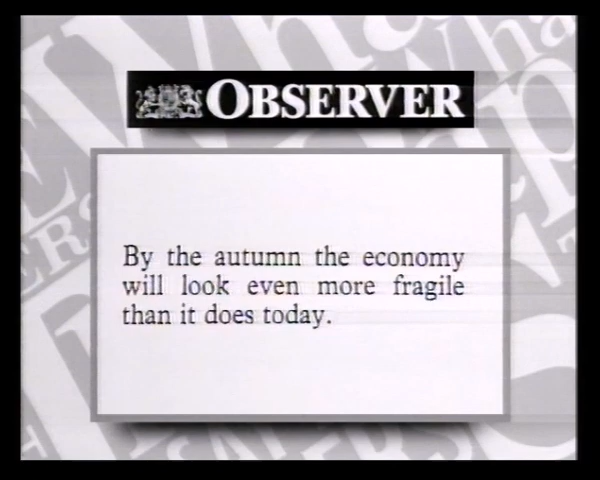 OBSERVER
By the autumn the economy
will look even more fragile
than it does today.